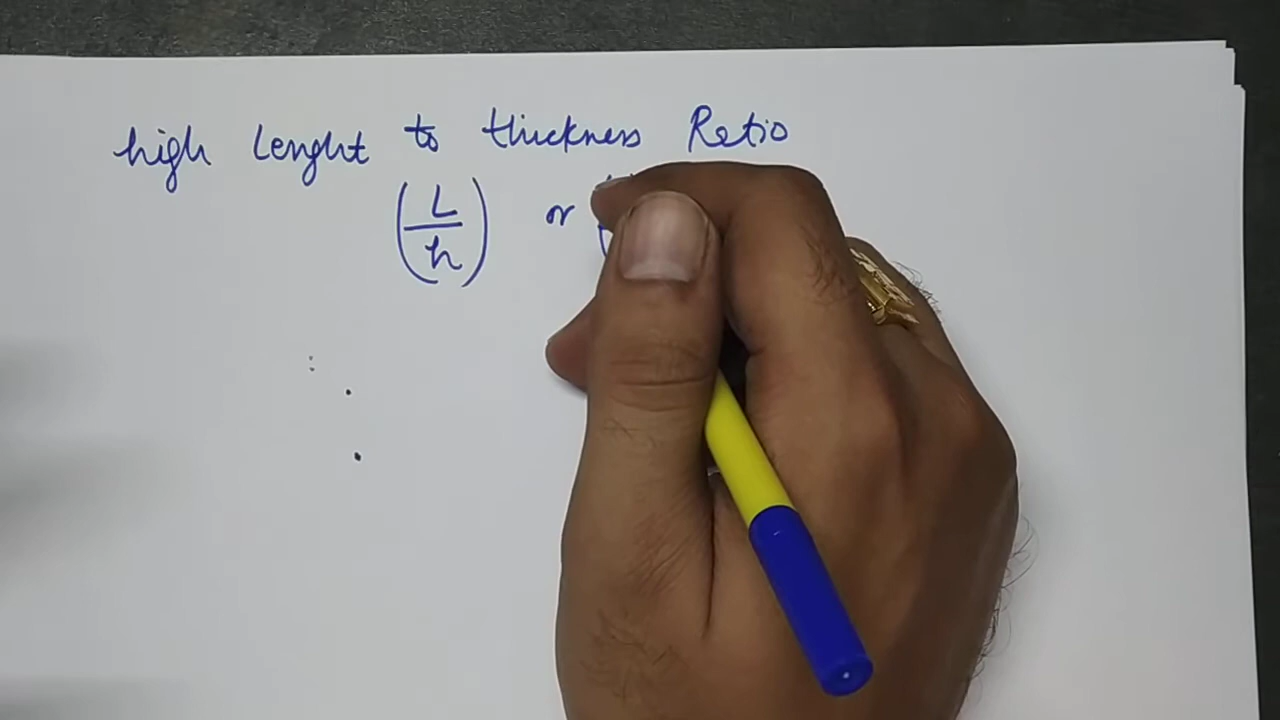 high Lenght to thickness Retio
(L/h) or (